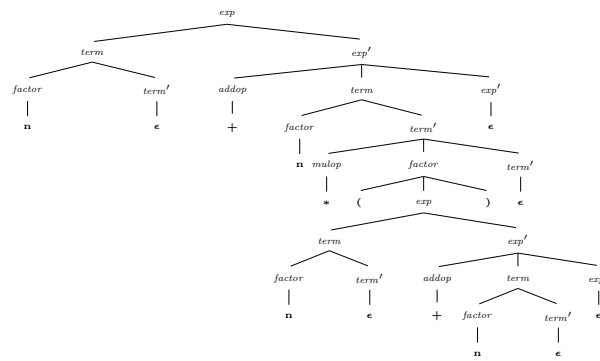 exp
term exp′
factor term′ addop term exp′
n ϵ + factor term′ ϵ
n mulop factor term′
* ( exp ) ϵ
term exp′
factor term′ addop term exp
n ϵ + factor term′ ϵ
n ϵ